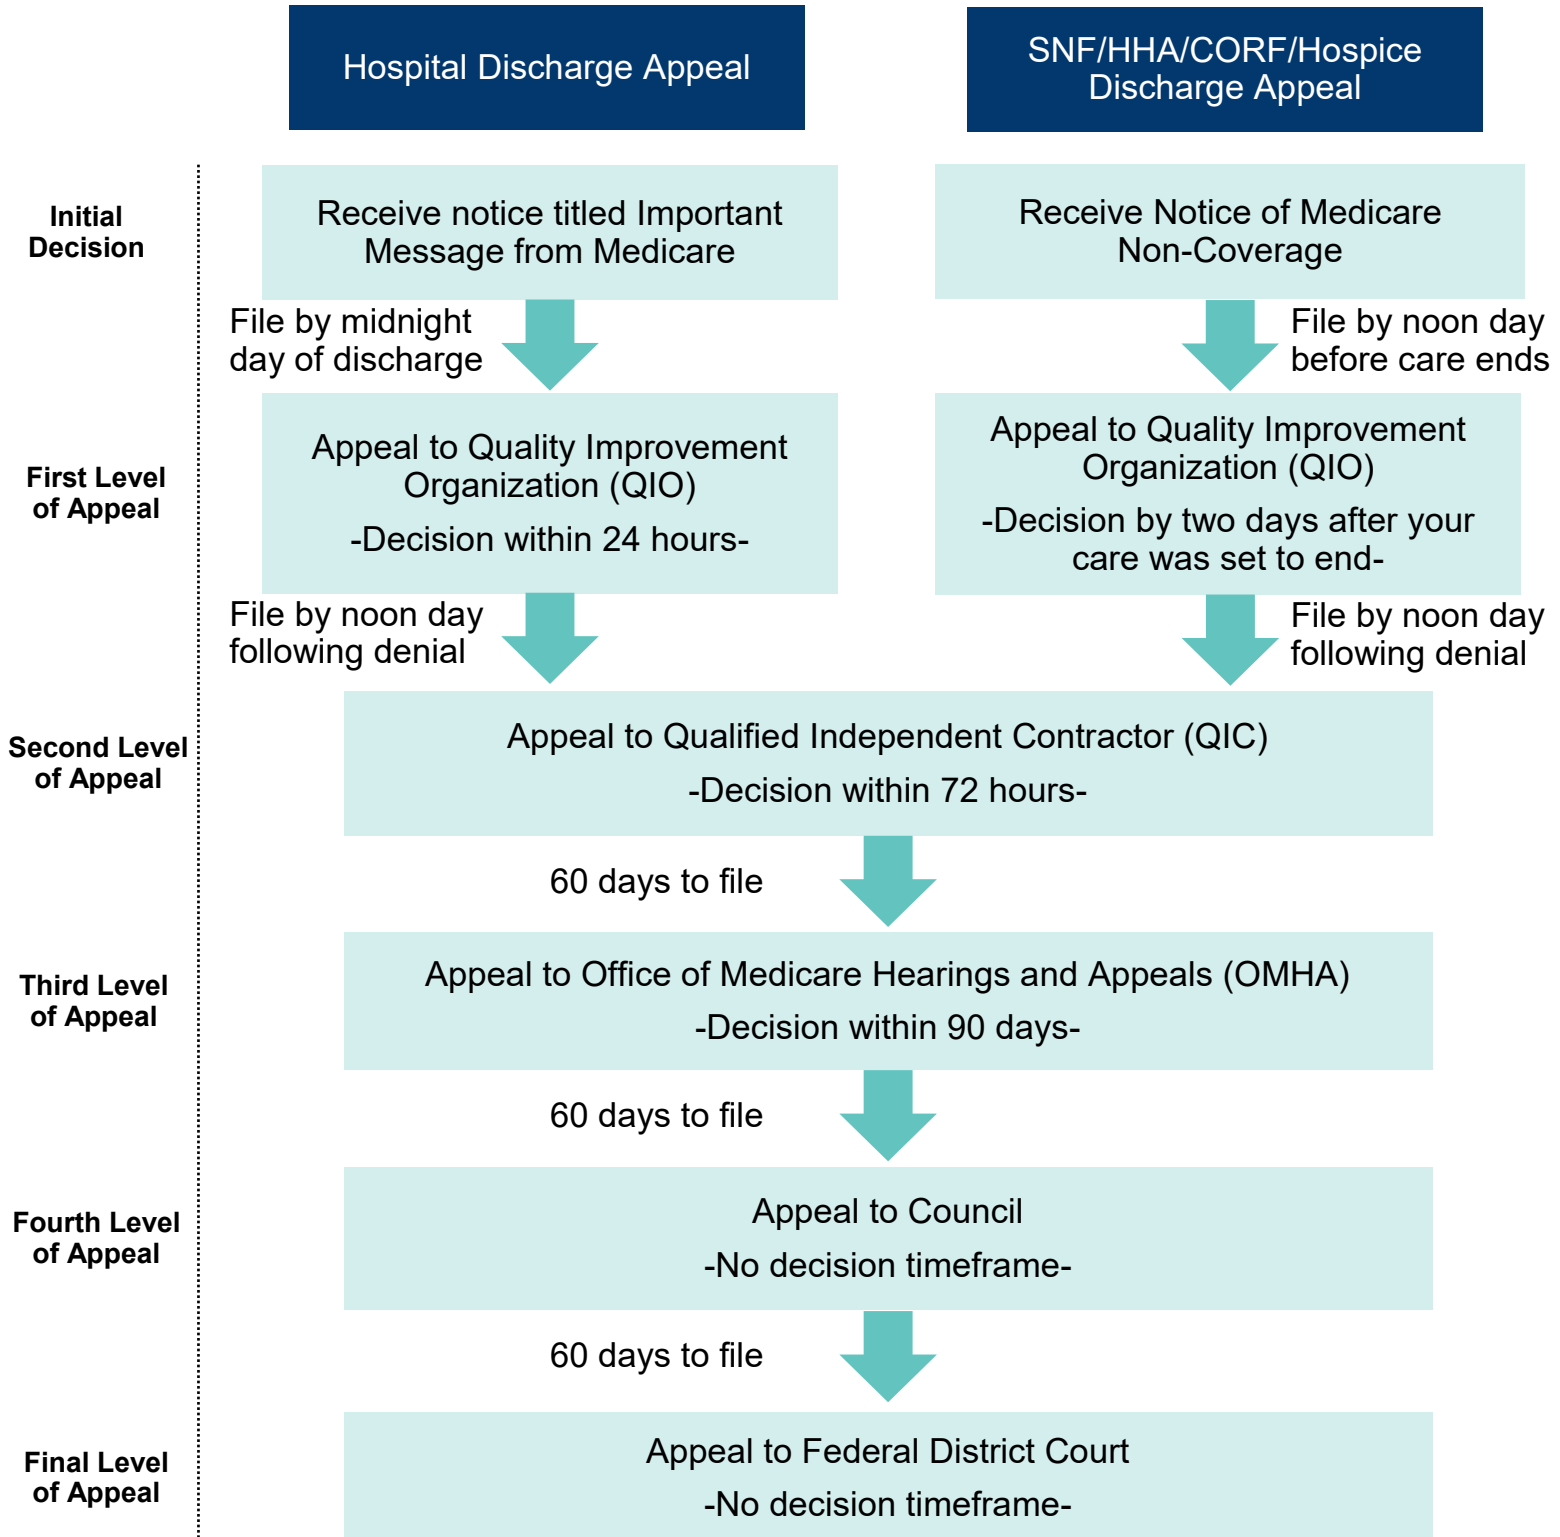 Hospital Discharge Appeal
SNF/HHA/CORF/Hospice
Discharge Appeal
Initial
Decision
Receive notice titled Important
Message from Medicare
Receive Notice of Medicare
Non-Coverage
File by midnight
day of discharge
File by noon day
before care ends
First Level
of Appeal
Appeal to Quality Improvement
Organization (QIO)
-Decision within 24 hours-
Appeal to Quality Improvement
Organization (QIO)
-Decision by two days after your
care was set to end-
File by noon day
following denial
File by noon day
following denial
Second Level
of Appeal
Appeal to Qualified Independent Contractor (QIC)
-Decision within 72 hours-
60 days to file
Third Level
of Appeal
Appeal to Office of Medicare Hearings and Appeals (OMHA)
-Decision within 90 days-
60 days to file
Fourth Level
of Appeal
Appeal to Council
-No decision timeframe-
60 days to file
Final Level
of Appeal
Appeal to Federal District Court
-No decision timeframe-